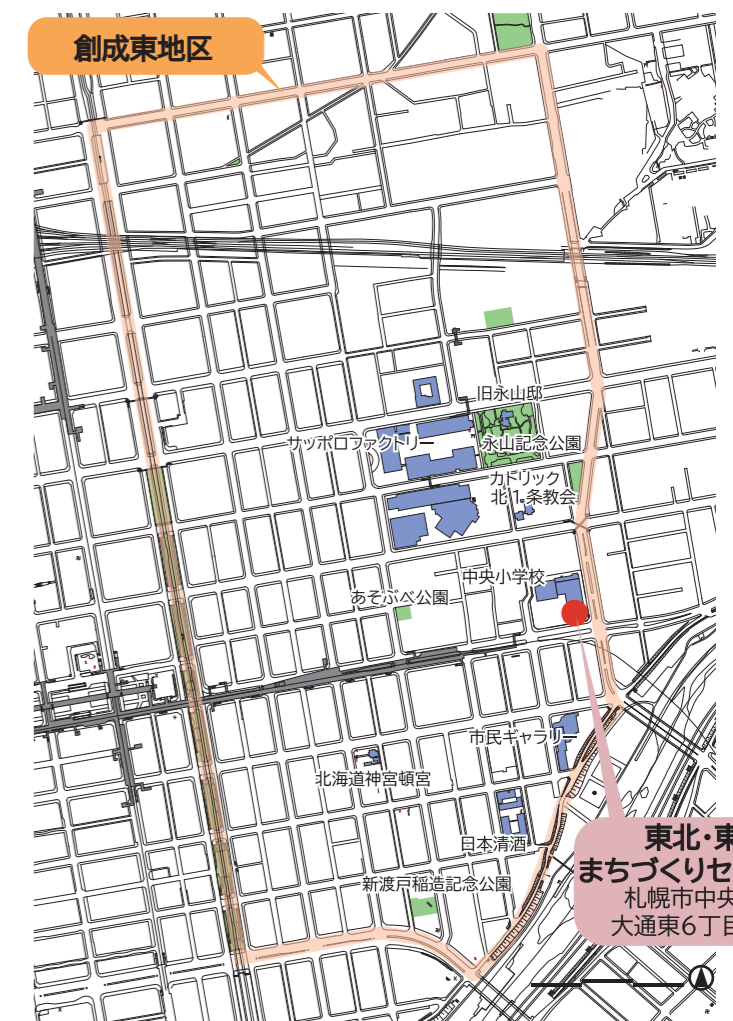 創成東地区
旧永山邸
サッポロファクトリー
永山記念公園
カトリック
北1条教会
中央小学校
あそぶべ公園
市民ギャラリー
北海道神宮頓宮
日本清酒
新渡戸稲造記念公園
東北・東
まちづくりセ
札幌市中央
大通東6丁目